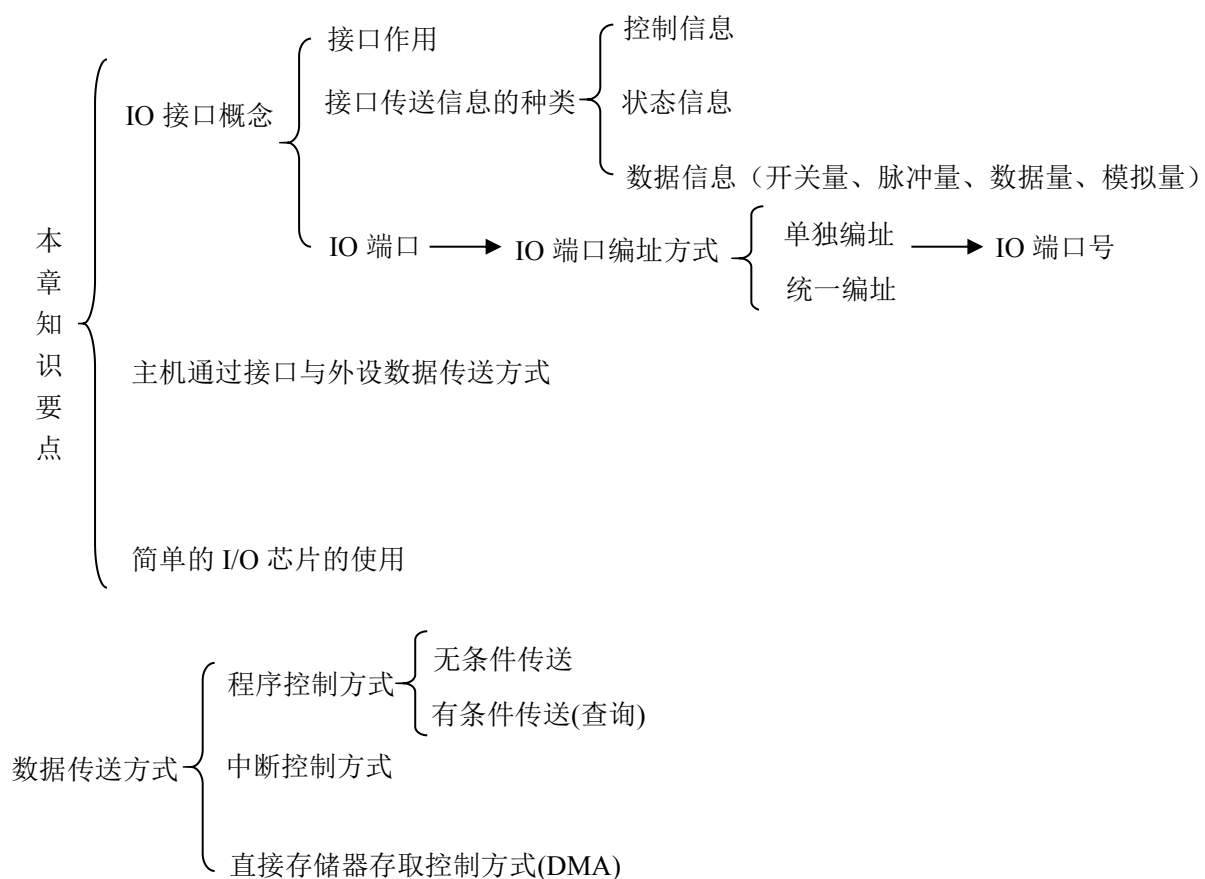 接口作用
控制信息
IO 接口概念
接口传送信息的种类
状态信息
数据信息（开关量、脉冲量、数据量、模拟量）
IO 端口
IO 端口编址方式
单独编址
IO 端口号
统一编址
本章知识要点
主机通过接口与外设数据传送方式
简单的 I/O 芯片的使用
程序控制方式
无条件传送
有条件传送(查询)
数据传送方式
中断控制方式
直接存储器存取控制方式(DMA)